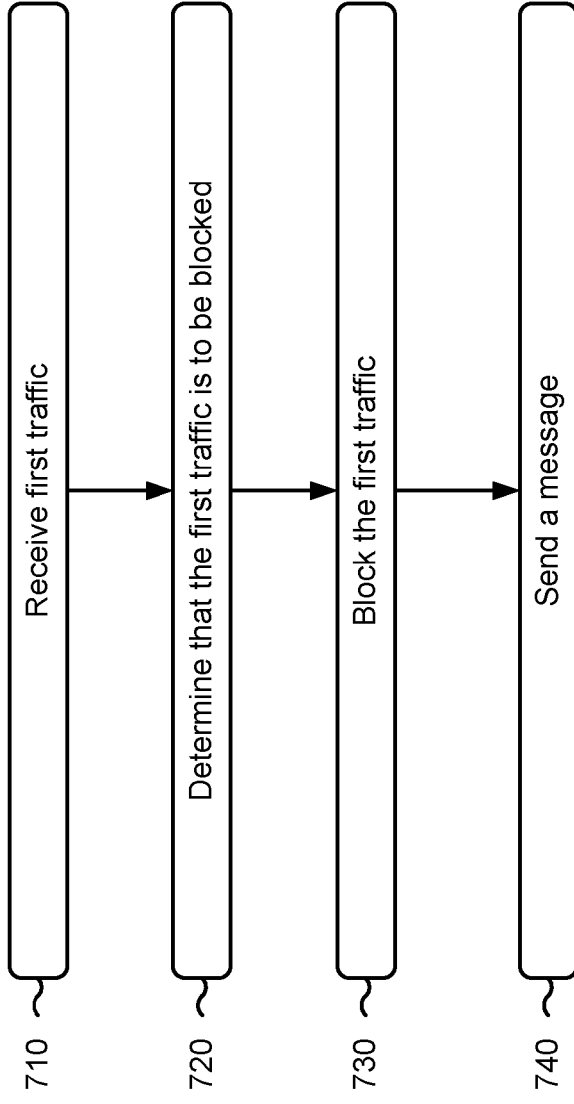 710
Receive first traffic
720
Determine that the first traffic is to be blocked
730
Block the first traffic
740
Send a message